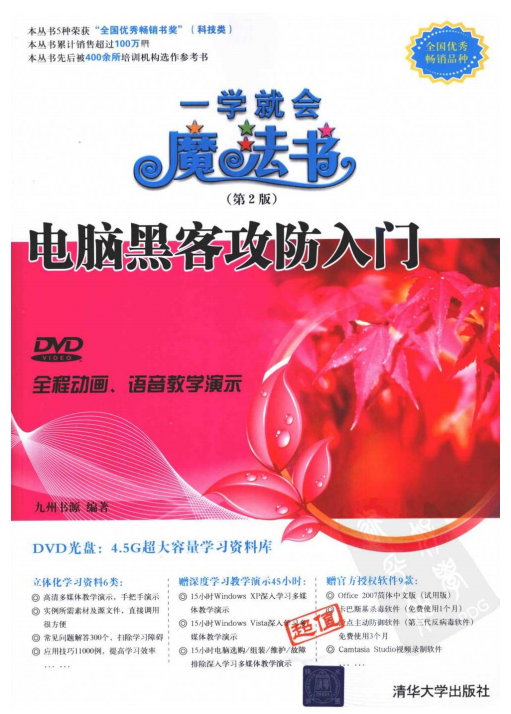 本丛书5种荣获“全国优秀畅销书奖”（科技类）
本丛书累计销售超过100万册
本丛书先后被400余所培训机构选作参考书
全国优秀
畅销品种
一学就会
魔法书
（第2版）
电脑黑客攻防入门
DVD
VIDEO
全程动画、语音教学演示
九州书源 编著
DVD光盘：4.5G超大容量学习资料库
立体化学习资料6类：
◎ 高清多媒体教学演示，手把手演示
◎ 实例所需素材及源文件，直接调用
很方便
◎ 常见问题解答300个，扫除学习障碍
◎ 应用技巧11000例，提高学习效率
... ...
赠深度学习教学演示45小时：
◎ 15小时Windows XP深入学习多媒
体教学演示
◎ 15小时Windows Vista深入学习多
媒体教学演示
◎ 15小时电脑选购/组装/维护/故障
排除深入学习多媒体教学演示
超值
赠官方授权软件9款：
◎ Office 2007简体中文版（试用版）
卡巴斯基杀毒软件（免费使用1个月）
点主动防御软件（第三代反病毒软件）
免费使用3个月
◎ Camtasia Studio视频录制软件
... ...
清华大学出版社